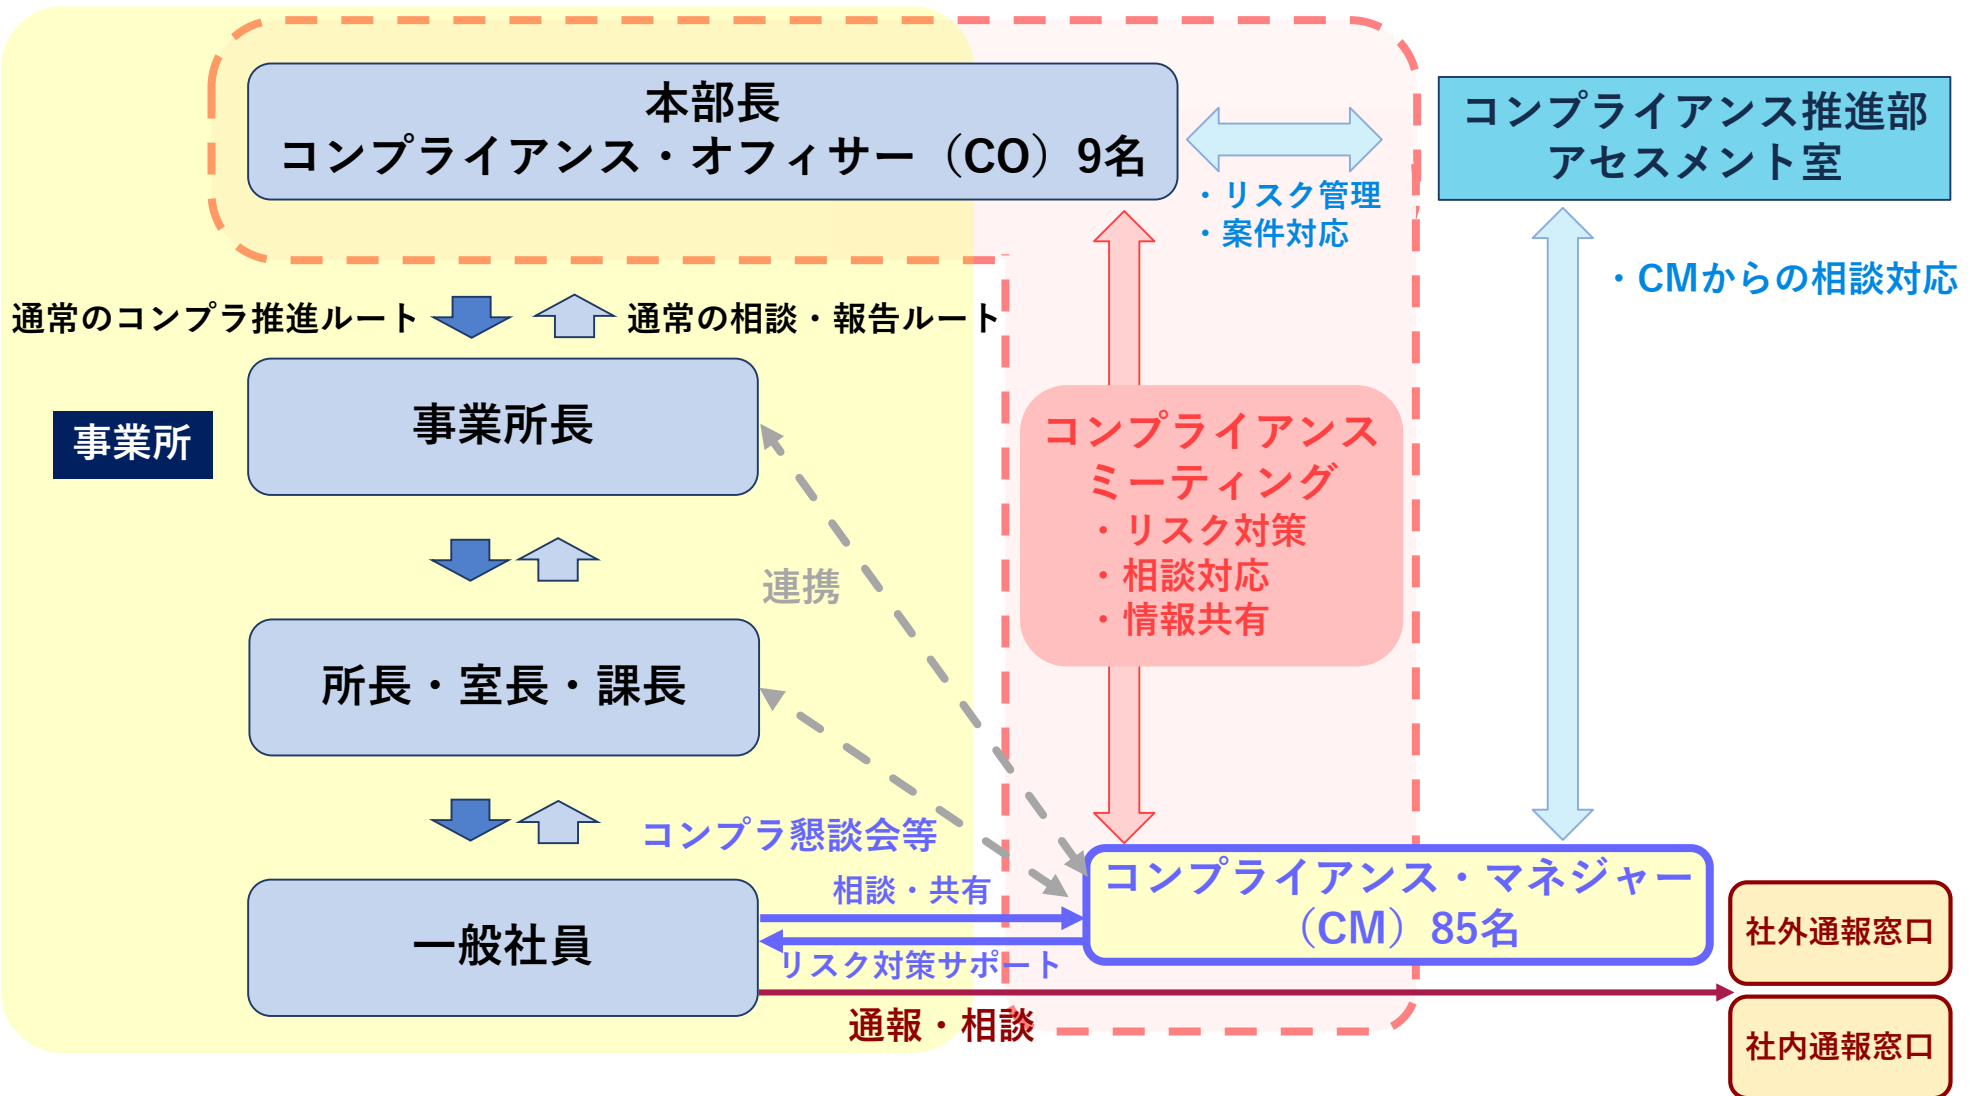 本部長
コンプライアンス・オフィサー（CO）9名
コンプライアンス推進部
アセスメント室
・リスク管理
・案件対応
・CMからの相談対応
通常のコンプラ推進ルート
通常の相談・報告ルート
事業所
事業所長
コンプライアンス
ミーティング
・リスク対策
・相談対応
・情報共有
連携
所長・室長・課長
コンプラ懇談会等
相談・共有
コンプライアンス・マネジャー
（CM）85名
一般社員
リスク対策サポート
通報・相談
社外通報窓口
社内通報窓口